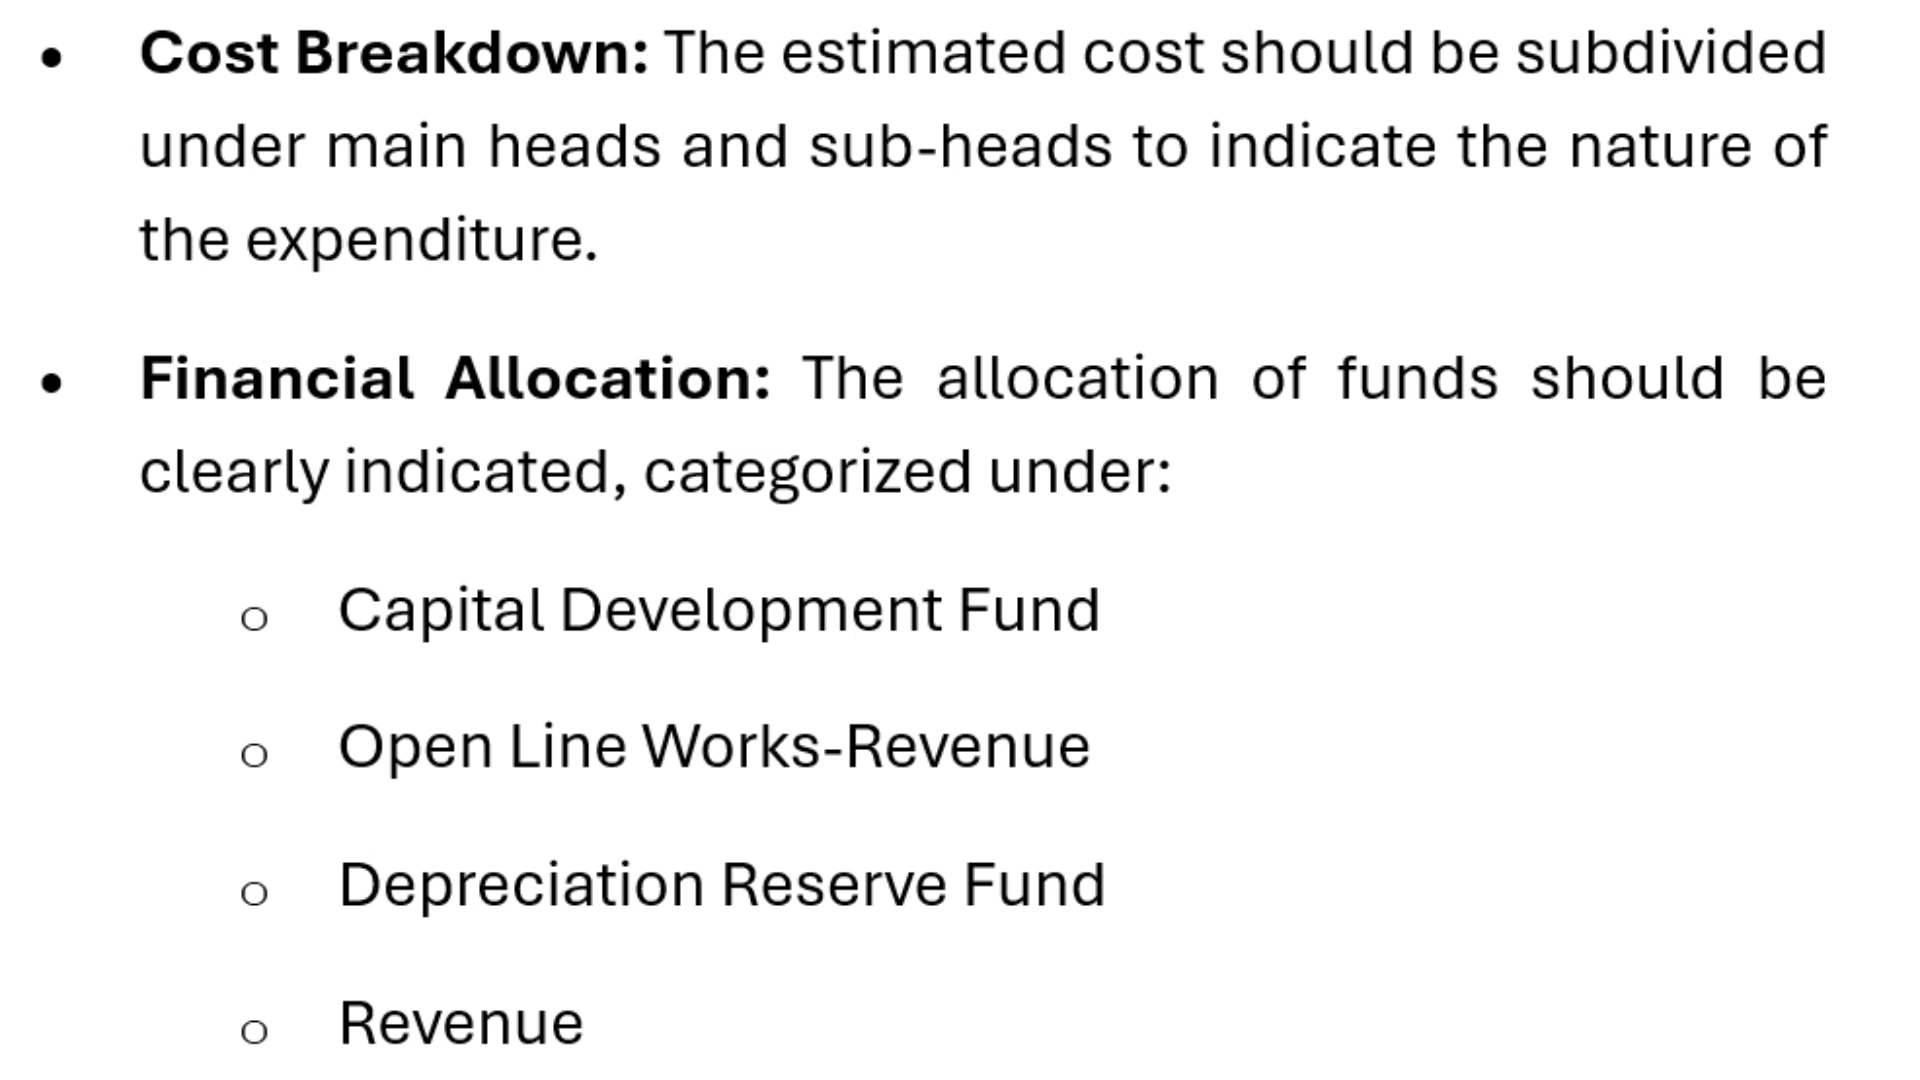 • Cost Breakdown: The estimated cost should be subdivided
under main heads and sub-heads to indicate the nature of
the expenditure.
• Financial Allocation: The allocation of funds should be
clearly indicated, categorized under:
o Capital Development Fund
o Open Line Works-Revenue
o Depreciation Reserve Fund
o Revenue